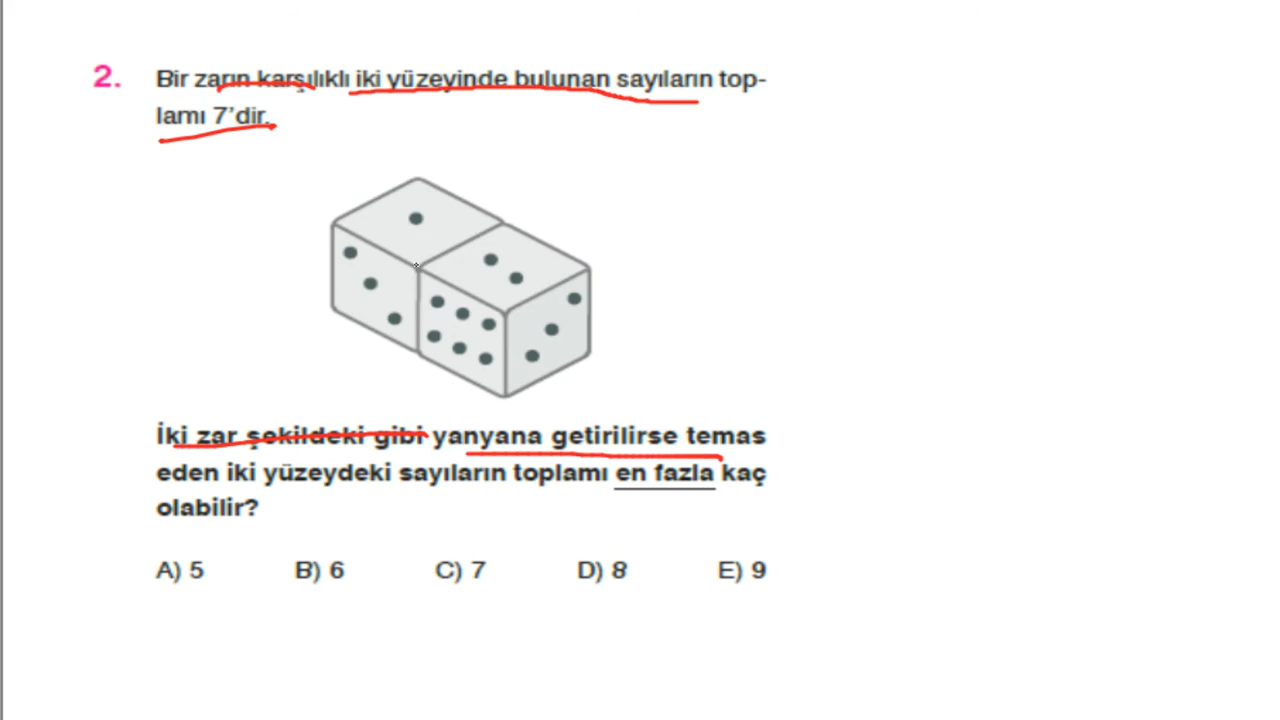 2. Bir zarın karşılıklı iki yüzeyinde bulunan sayıların top-
lamı 7'dir.
İki zar şekildeki gibi yanyana getirilirse temas
eden iki yüzeydeki sayıların toplamı en fazla kaç
olabilir?
A) 5 B) 6 C) 7 D) 8 E) 9